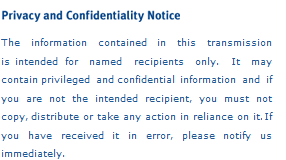 Privacy and Confidentiality Notice
The information contained in this transmission
is intended for named recipients only. It may
contain privileged and confidential information and if
you are not the intended recipient, you must not
copy, distribute or take any action in reliance on it. If
you have received it in error, please notify us
immediately.